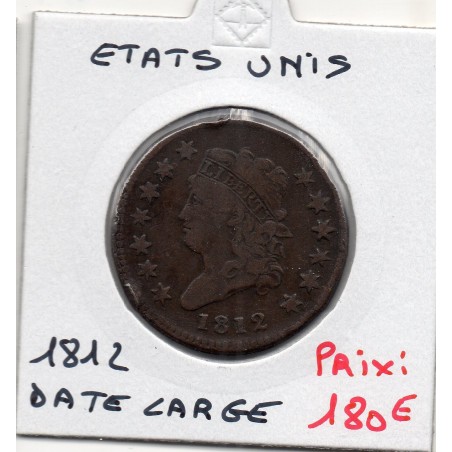 ETATS UNIS
LIBERTY
1812
1812
DATE LARGE
PRIX:
180€